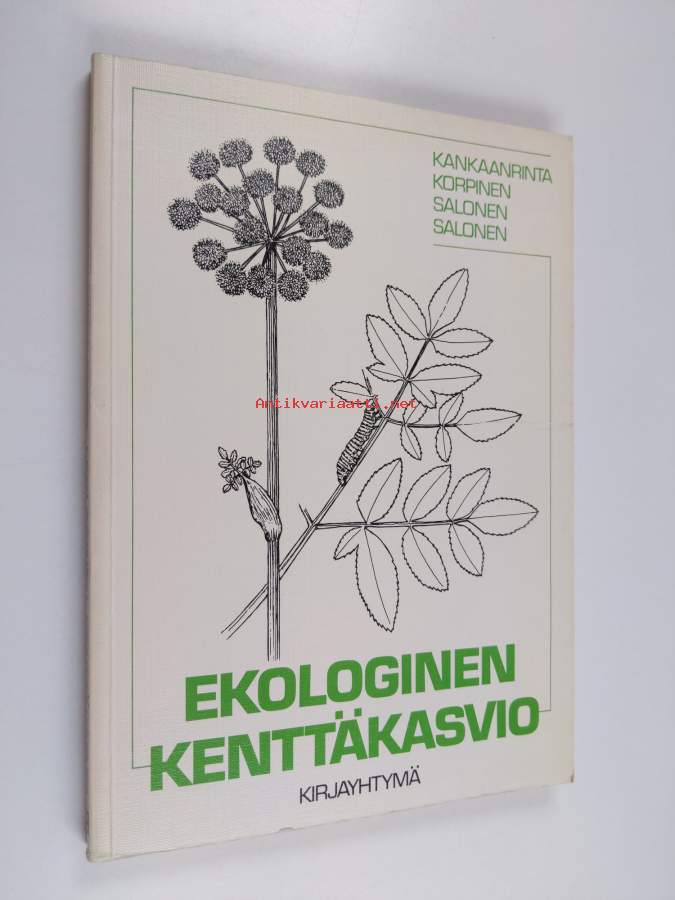 KANKAANRINTA
KORPINEN
SALONEN
SALONEN
Antikvariaatti.net
EKOLOGINEN
KENTTÄKASVIO
KIRJAYHTYMÄ